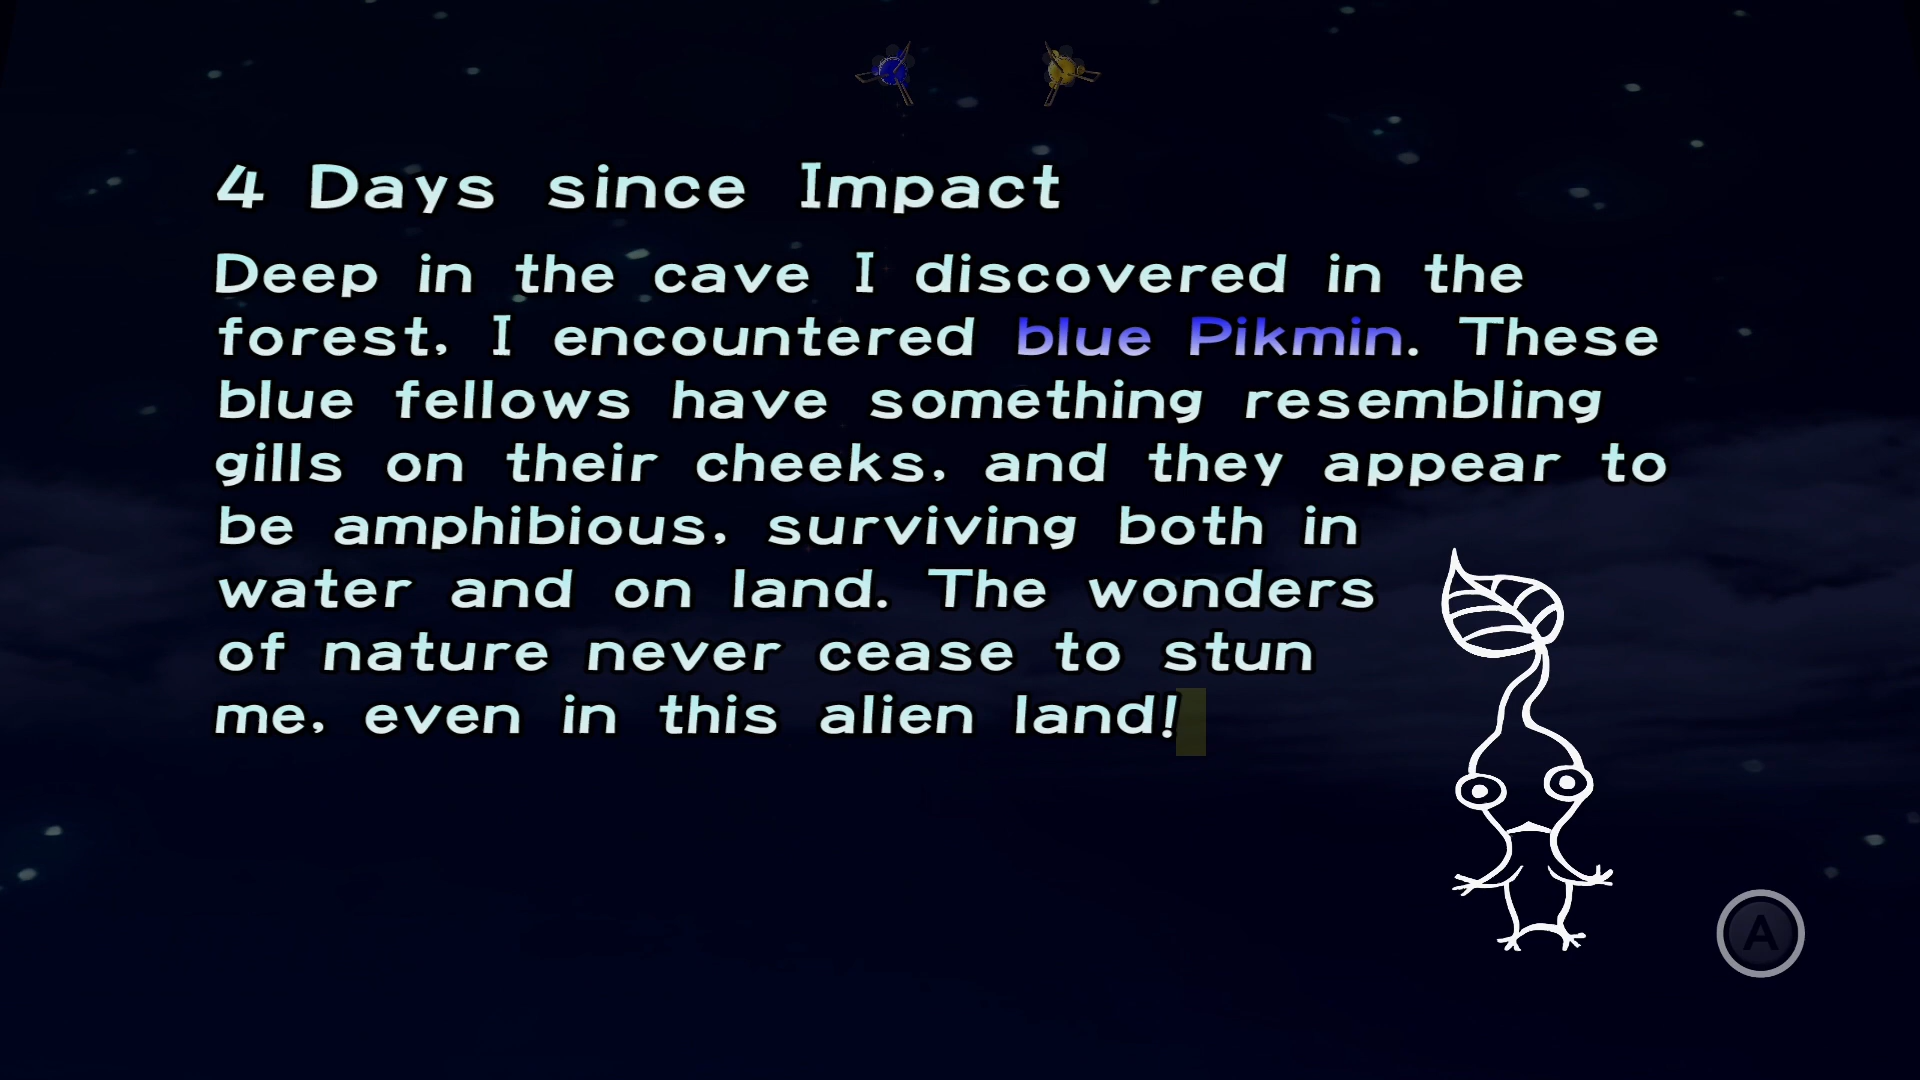 4 Days since Impact
Deep in the cave I discovered in the
forest, I encountered blue Pikmin. These
blue fellows have something resembling
gills on their cheeks, and they appear to
be amphibious, surviving both in
water and on land. The wonders
of nature never cease to stun
me, even in this alien land!
A